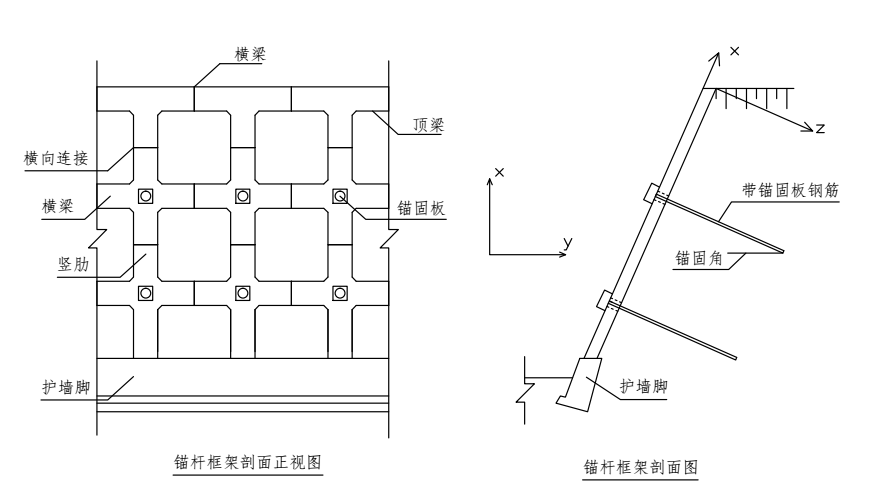 横梁
顶梁
横向连接
横梁
锚固板
竖肋
护墙脚
锚杆框架剖面正视图
x
z
x
y
带锚固板钢筋
锚固角
护墙脚
锚杆框架剖面图